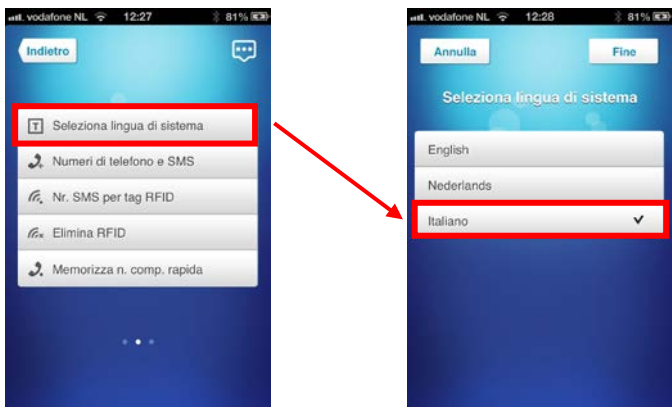 vodafone NL 12:27 81%
Indietro
Seleziona lingua di sistema
Numeri di telefono e SMS
Nr. SMS per tag RFID
Elimina RFID
Memorizza n. comp. rapida
vodafone NL 12:28 81%
Annulla
Fine
Seleziona lingua di sistema
English
Nederlands
Italiano